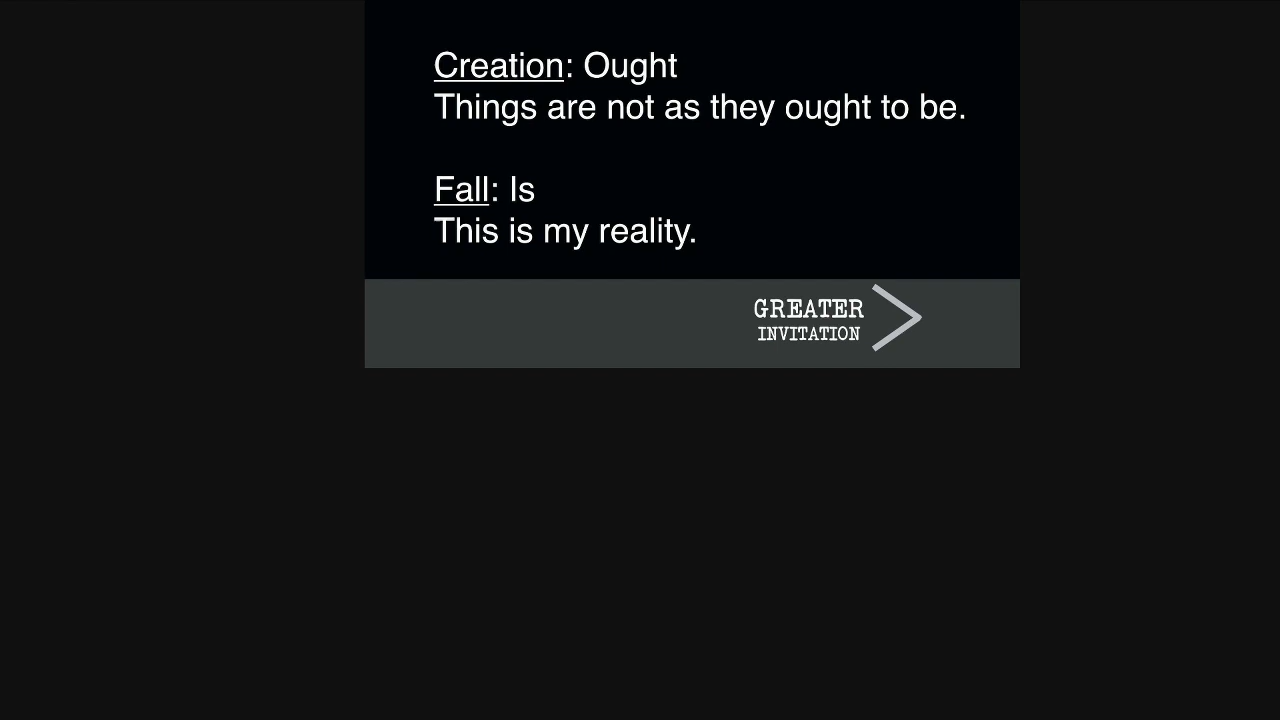 Creation: Ought
Things are not as they ought to be.
Fall: Is
This is my reality.
GREATER
INVITATION